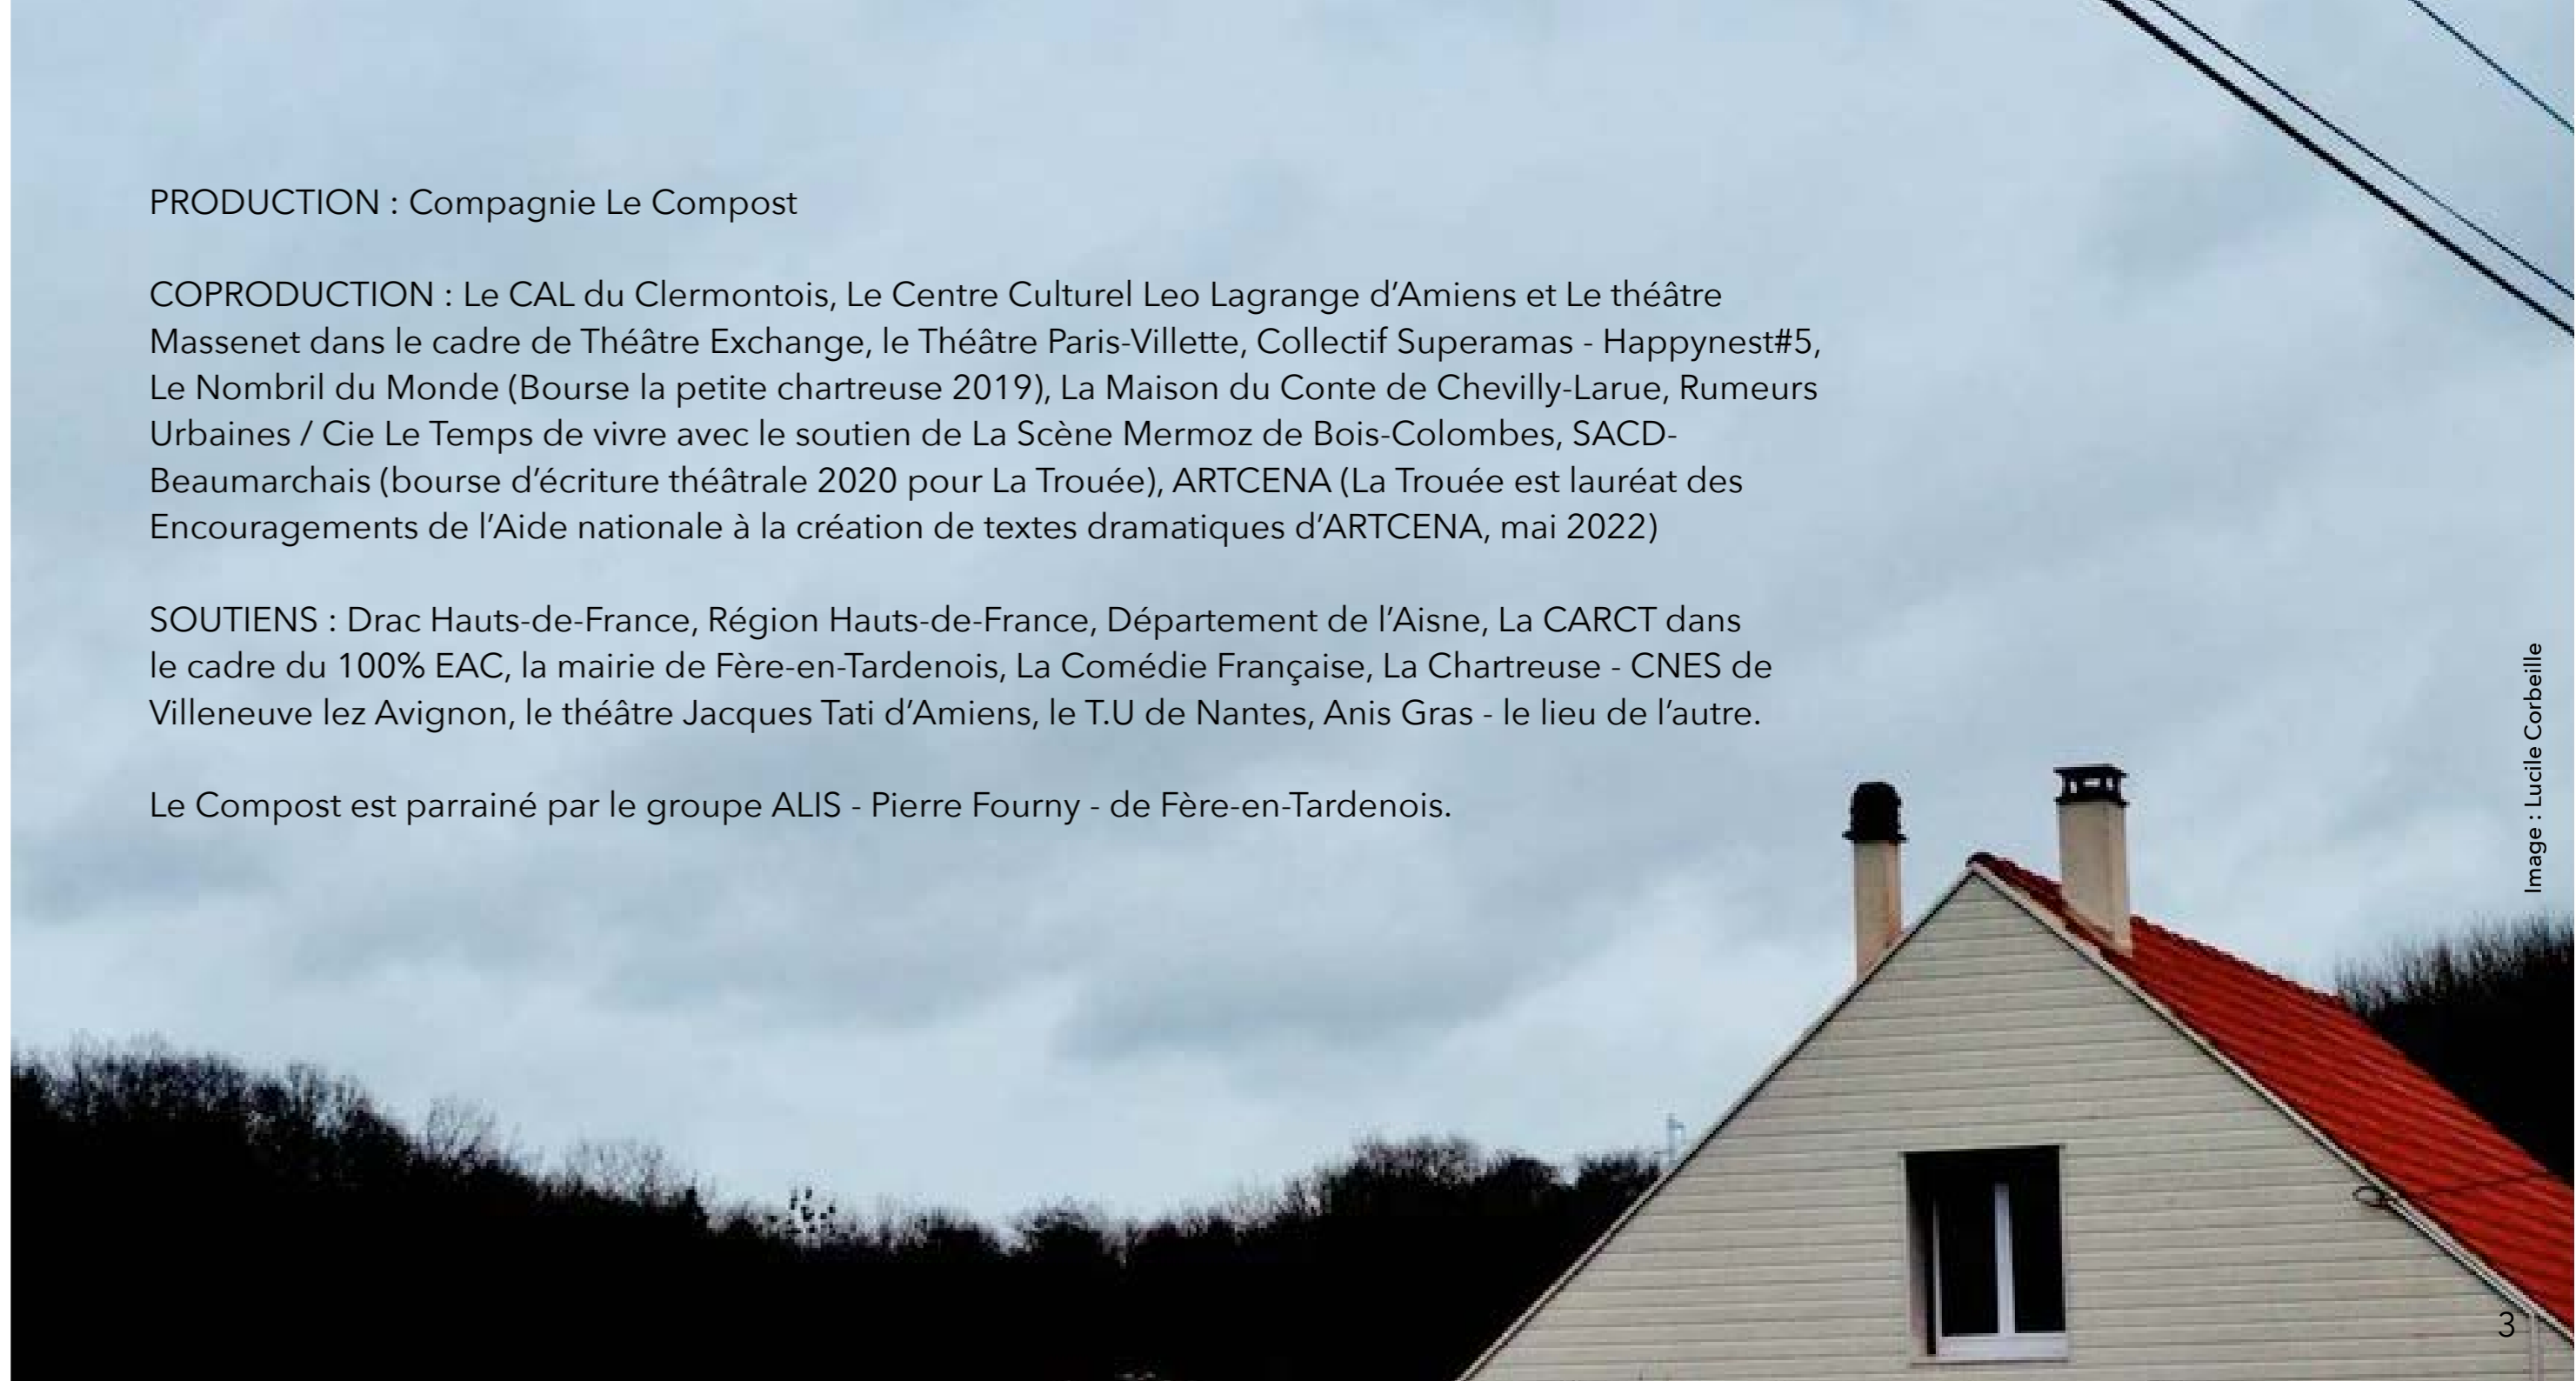 PRODUCTION : Compagnie Le Compost
COPRODUCTION : Le CAL du Clermontois, Le Centre Culturel Leo Lagrange d’Amiens et Le théâtre
Massenet dans le cadre de Théâtre Exchange, le Théâtre Paris-Villette, Collectif Superamas - Happynest#5,
Le Nombril du Monde (Bourse la petite chartreuse 2019), La Maison du Conte de Chevilly-Larue, Rumeurs
Urbaines / Cie Le Temps de vivre avec le soutien de La Scène Mermoz de Bois-Colombes, SACD-
Beaumarchais (bourse d’écriture théâtrale 2020 pour La Trouée), ARTCENA (La Trouée est lauréat des
Encouragements de l’Aide nationale à la création de textes dramatiques d’ARTCENA, mai 2022)
SOUTIENS : Drac Hauts-de-France, Région Hauts-de-France, Département de l’Aisne, La CARCT dans
le cadre du 100% EAC, la mairie de Fère-en-Tardenois, La Comédie Française, La Chartreuse - CNES de
Villeneuve lez Avignon, le théâtre Jacques Tati d’Amiens, le T.U de Nantes, Anis Gras - le lieu de l’autre.
Le Compost est parrainé par le groupe ALIS - Pierre Fourny - de Fère-en-Tardenois.
Image : Lucile Corbeille
3